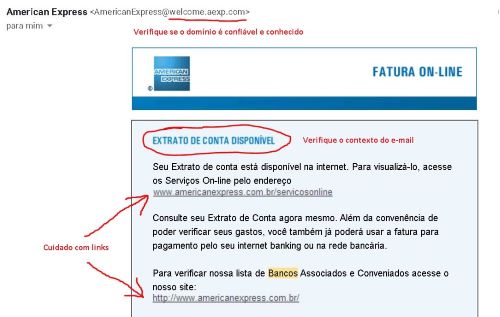 American Express <AmericanExpress@welcome.aexp.com>
para mim
Verifique se o domínio é confiável e conhecido
AMERICAN
EXPRESS
®
FATURA ON-LINE
EXTRATO DE CONTA DISPONÍVEL
Verifique o contexto do e-mail
Seu Extrato de conta está disponível na internet. Para visualizá-lo, acesse
os Serviços On-line pelo endereço
www.americanexpress.com.br/servicosonline
Consulte seu Extrato de Conta agora mesmo. Além da convenência de
poder verificar seus gastos, você também já poderá usar a fatura para
pagamento pelo seu internet banking ou na rede bancária.
Cuidado com links
Para verificar nossa lista de Bancos Associados e Conveniados acesse o
nosso site:
http://www.americanexpress.com.br/